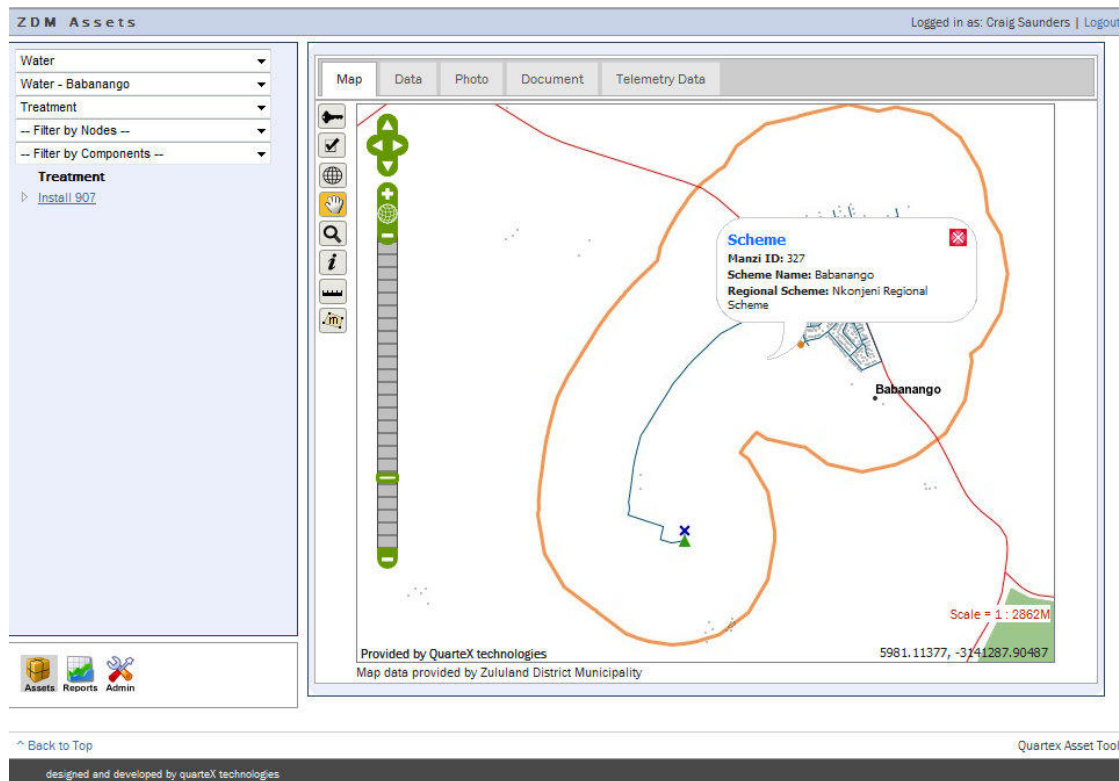 ZDM Assets
Logged in as: Craig Saunders | Logout
Water
Water - Babanango
Treatment
-- Filter by Nodes --
-- Filter by Components --
Treatment
Install 907
Map Data Photo Document Telemetry Data
Scheme
Manzi ID: 327
Scheme Name: Babanango
Regional Scheme: Nkonjeni Regional
Scheme
Babanango
Scale = 1 : 2862M
Provided by QuarteX technologies
5981.11377, -3141287.90487
Map data provided by Zululand District Municipality
Assets Reports Admin
^ Back to Top
Quartex Asset Tool
designed and developed by quarteX technologies